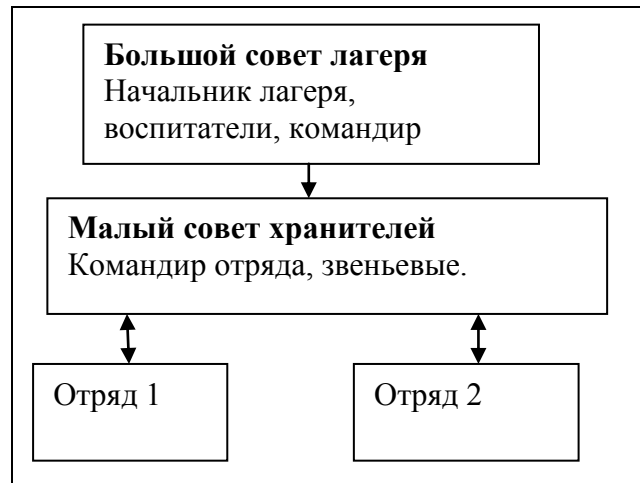 Большой совет лагеря
Начальник лагеря,
воспитатели, командир
Малый совет хранителей
Командир отряда, звеньевые.
Отряд 1
Отряд 2